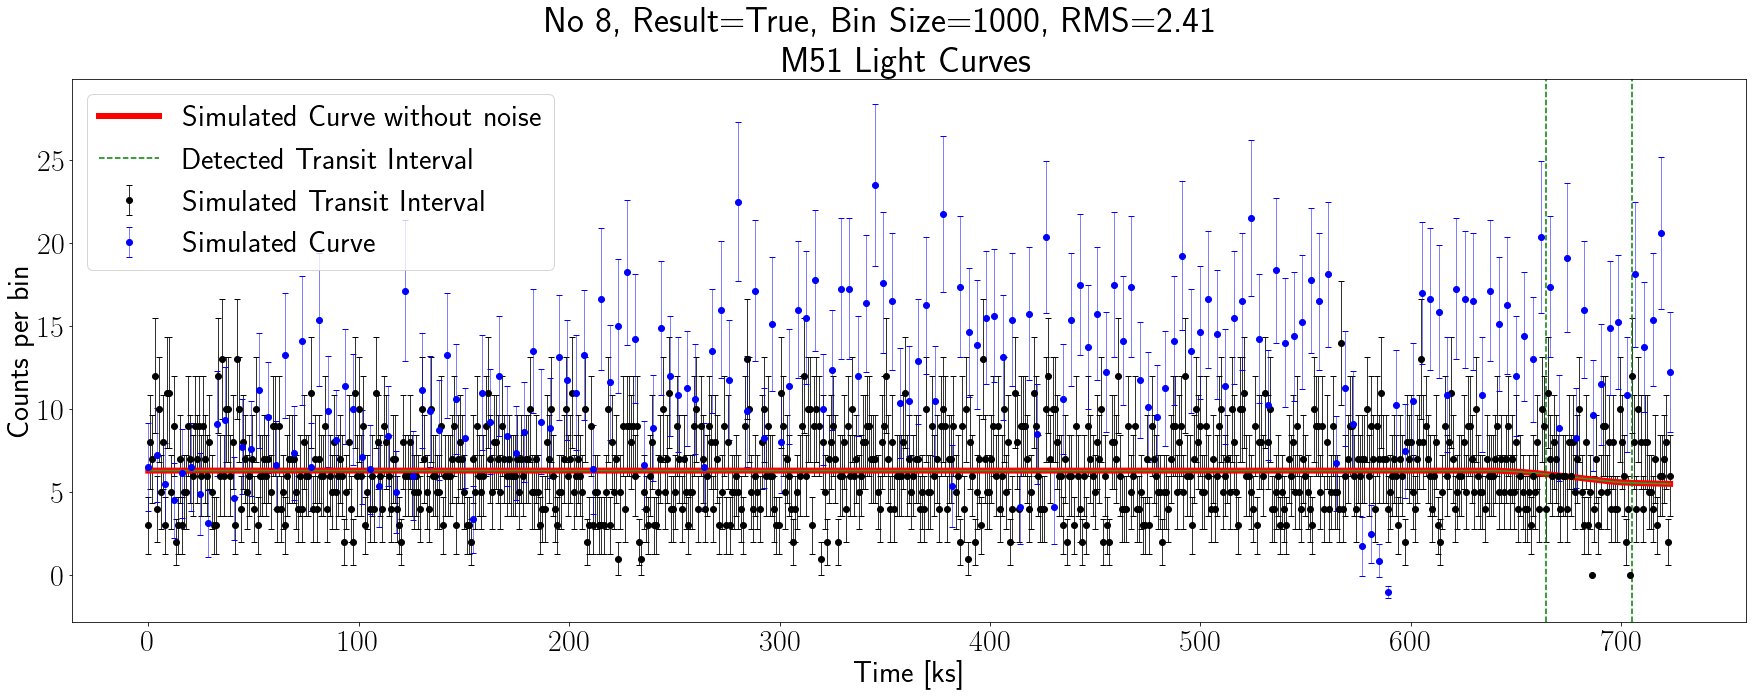 No 8, Result=True, Bin Size=1000, RMS=2.41
M51 Light Curves
Simulated Curve without noise
Detected Transit Interval
Simulated Transit Interval
Simulated Curve
Counts per bin
25
20
15
10
5
0
0 100 200 300 400 500 600 700
Time [ks]